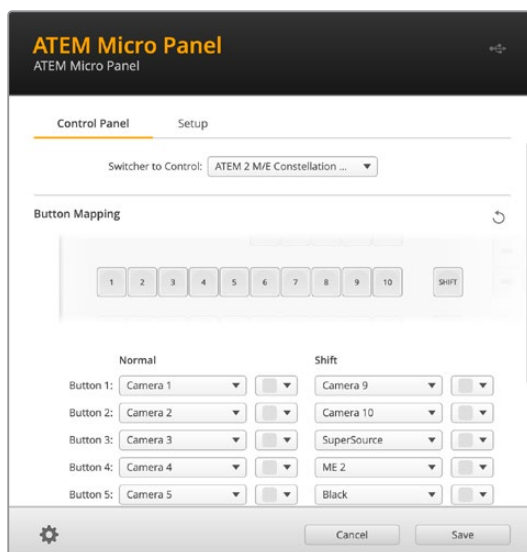 ATEM Micro Panel
ATEM Micro Panel
Control Panel Setup
Switcher to Control: ATEM 2 M/E Constellation ...
Button Mapping
1 2 3 4 5 6 7 8 9 10 SHIFT
Normal Shift
Button 1: Camera 1 Camera 9
Button 2: Camera 2 Camera 10
Button 3: Camera 3 SuperSource
Button 4: Camera 4 ME 2
Button 5: Camera 5 Black
Cancel Save